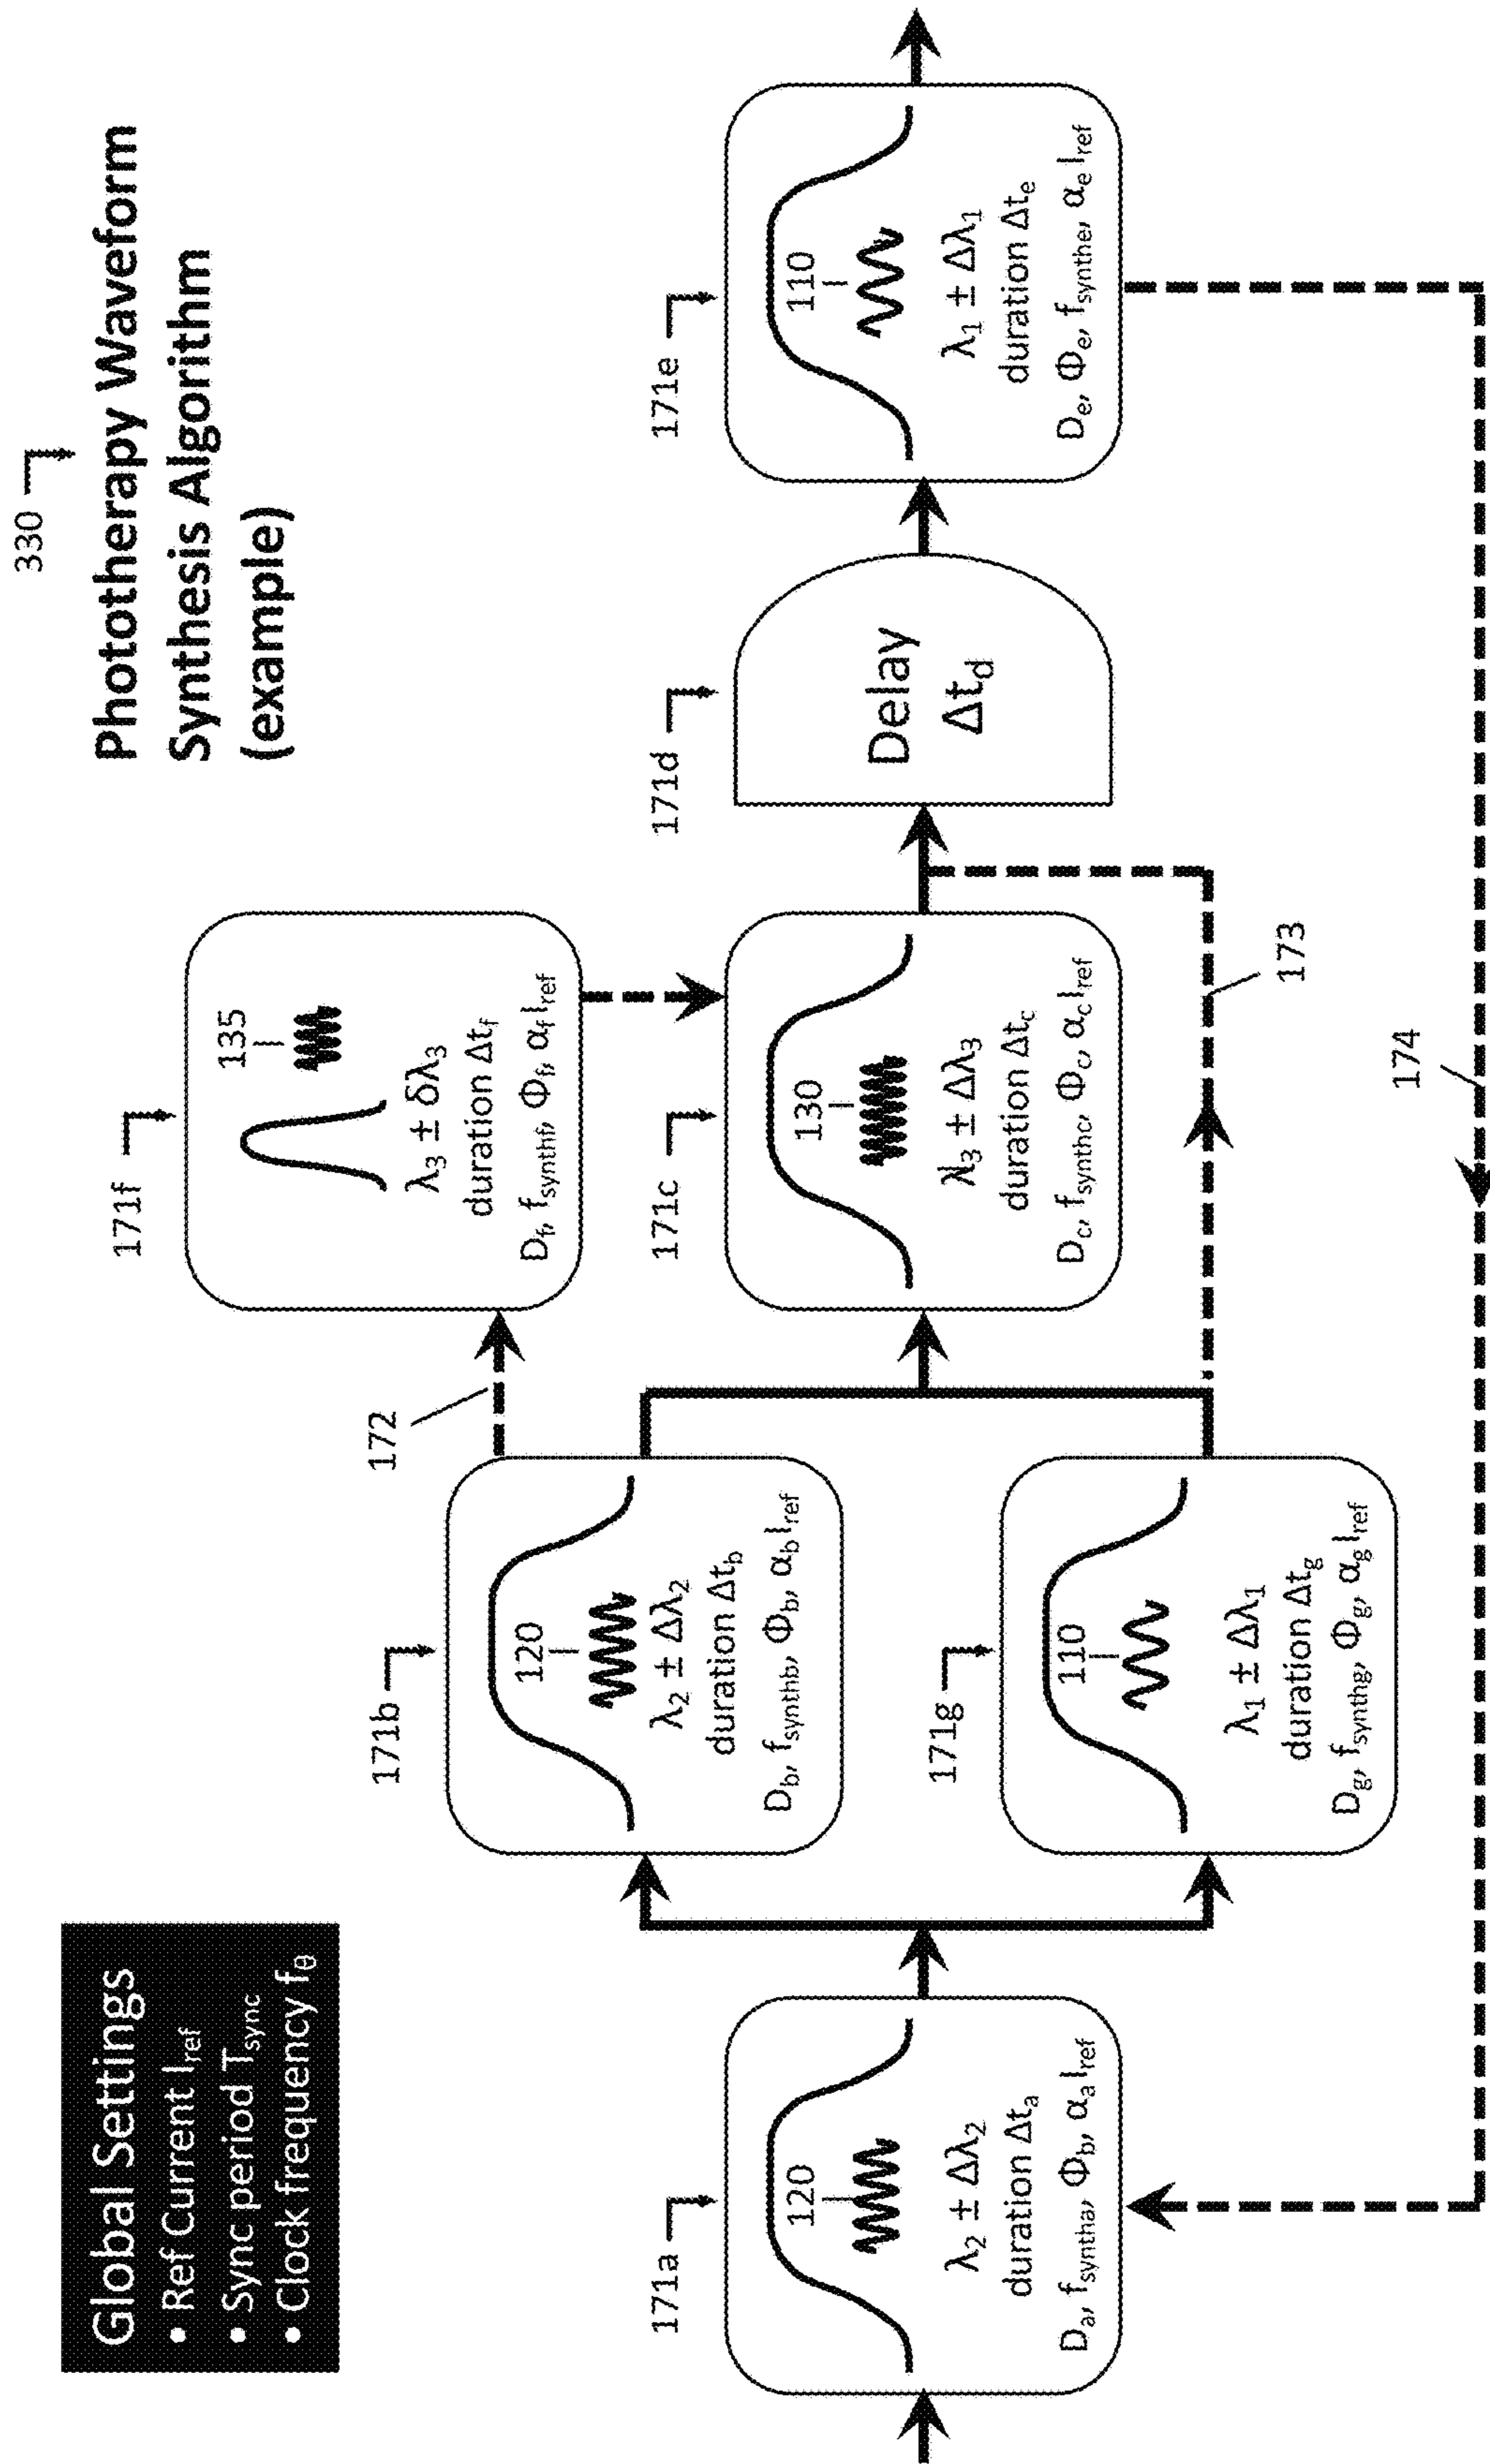 330
Phototherapy Waveform
Synthesis Algorithm
(example)
Global Settings
• Ref Current Iref
• Sync period Tsync
• Clock frequency fθ
171a
120
λ2 ± Δλ2
duration Δta
Da, fsyntha, Φb, αa Iref
171b
120
λ2 ± Δλ2
duration Δtb
Db, fsynthb, Φb, αb Iref
171g
110
λ1 ± Δλ1
duration Δtg
Dg, fsynthg, Φg, αg Iref
172
171f
135
λ3 ± δλ3
duration Δtf
Df, fsynthf, Φf, αf Iref
171c
130
λ3 ± Δλ3
duration Δtc
Dc, fsynthc, Φc, αc Iref
173
171d
Delay
Δtd
171e
110
λ1 ± Δλ1
duration Δte
De, Φe, fsynthe, αe Iref
174